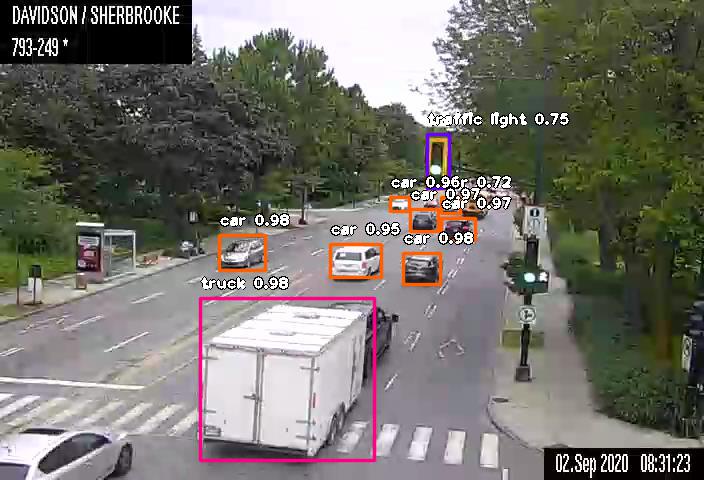 DAVIDSON / SHERBROOKE
793-249 *
traffic light 0.75
car 0.96
r 0.72
car 0.97
car 0.97
car 0.98
car 0.95
car 0.98
truck 0.98
02.Sep 2020 08:31:23